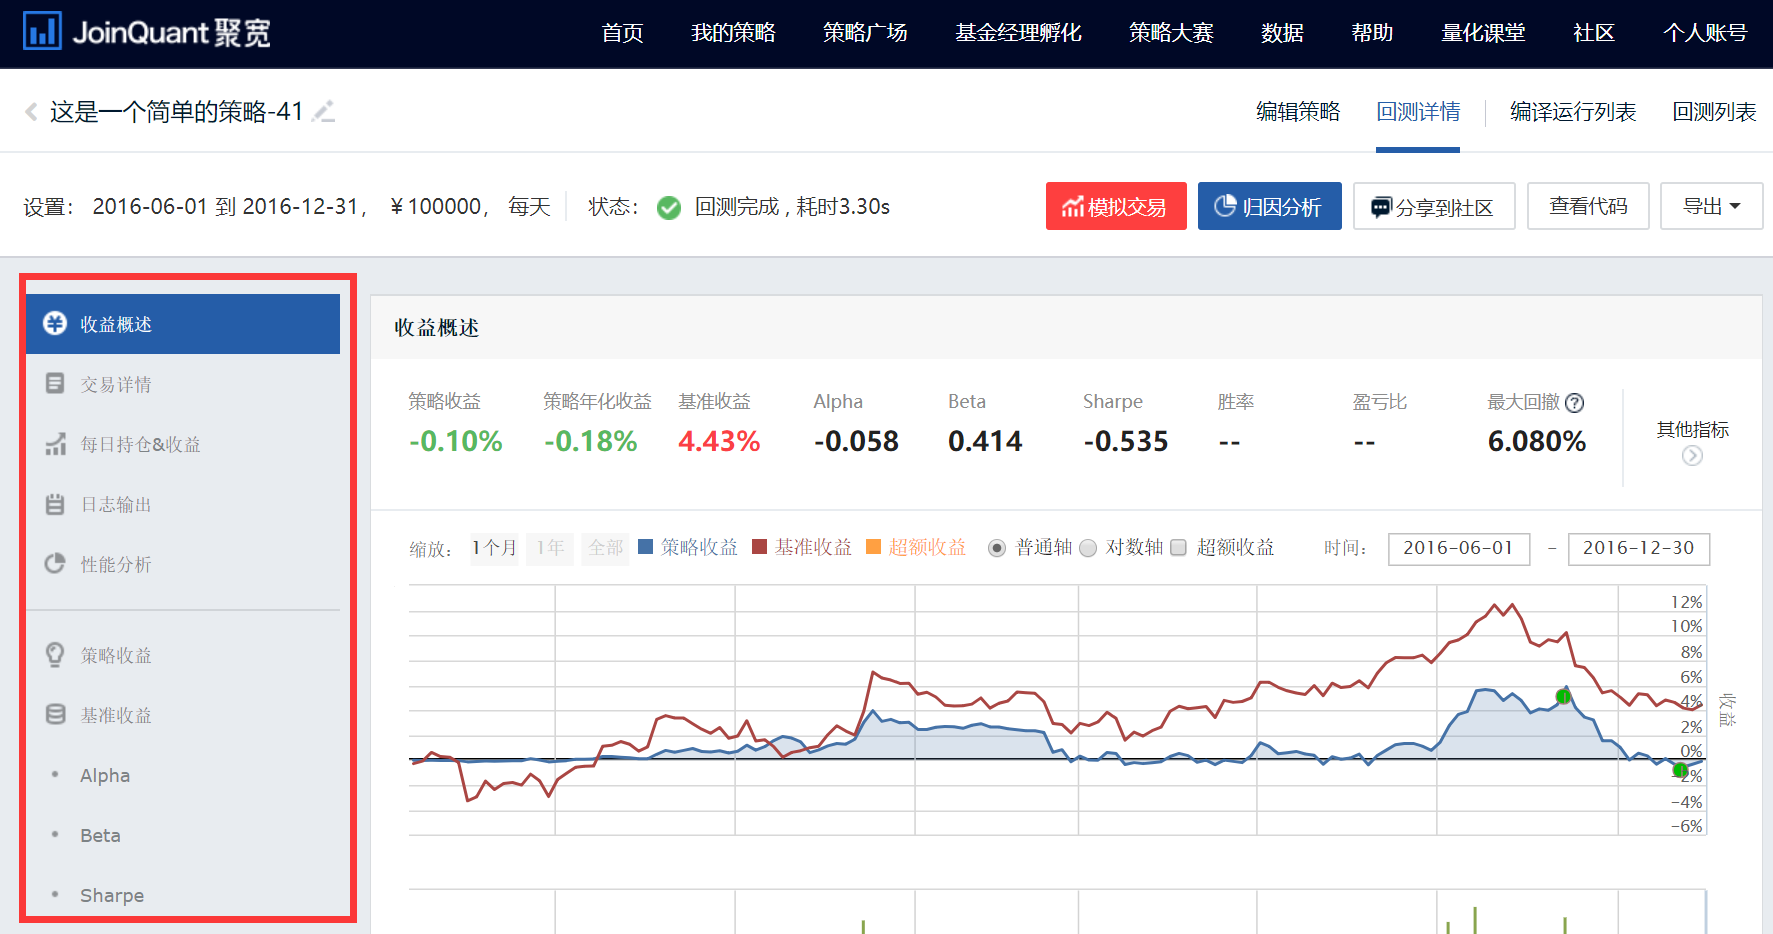 JoinQuant 聚宽
首页 我的策略 策略广场 基金经理孵化 策略大赛 数据 帮助 量化课堂 社区 个人账号
这是一个简单的策略-41
编辑策略 回测详情 编译运行列表 回测列表
设置： 2016-06-01 到 2016-12-31， ￥100000， 每天 状态： 回测完成 , 耗时3.30s
模拟交易 归因分析 分享到社区 查看代码 导出
收益概述
交易详情
每日持仓&收益
日志输出
性能分析
策略收益
基准收益
Alpha
Beta
Sharpe
收益概述
策略收益 策略年化收益 基准收益 Alpha Beta Sharpe 胜率 盈亏比 最大回撤 ?
-0.10% -0.18% 4.43% -0.058 0.414 -0.535 -- -- 6.080%
其他指标
缩放： 1个月 1年 全部 策略收益 基准收益 超额收益 普通轴 对数轴 超额收益 时间： 2016-06-01 - 2016-12-30
12%
10%
8%
6%
4%
2%
0%
-2%
-4%
-6%
收益